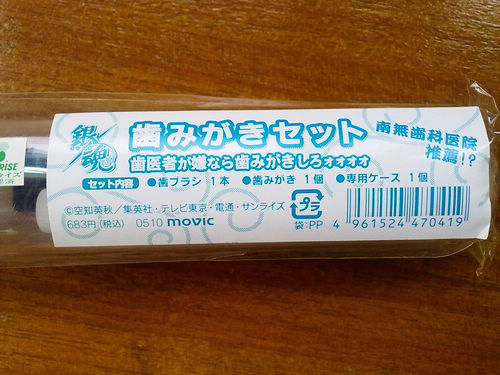 銀魂
歯みがきセット
南無歯科医院
推薦!?
歯医者が嫌なら歯みがきしろォォォォ
セット内容 ●歯ブラシ 1本 ●歯みがき 1個 ●専用ケース 1個
©空知英秋/集英社・テレビ東京・電通・サンライズ
683円(税込) 0510 movic
プラ
袋:PP
4 961524 470419